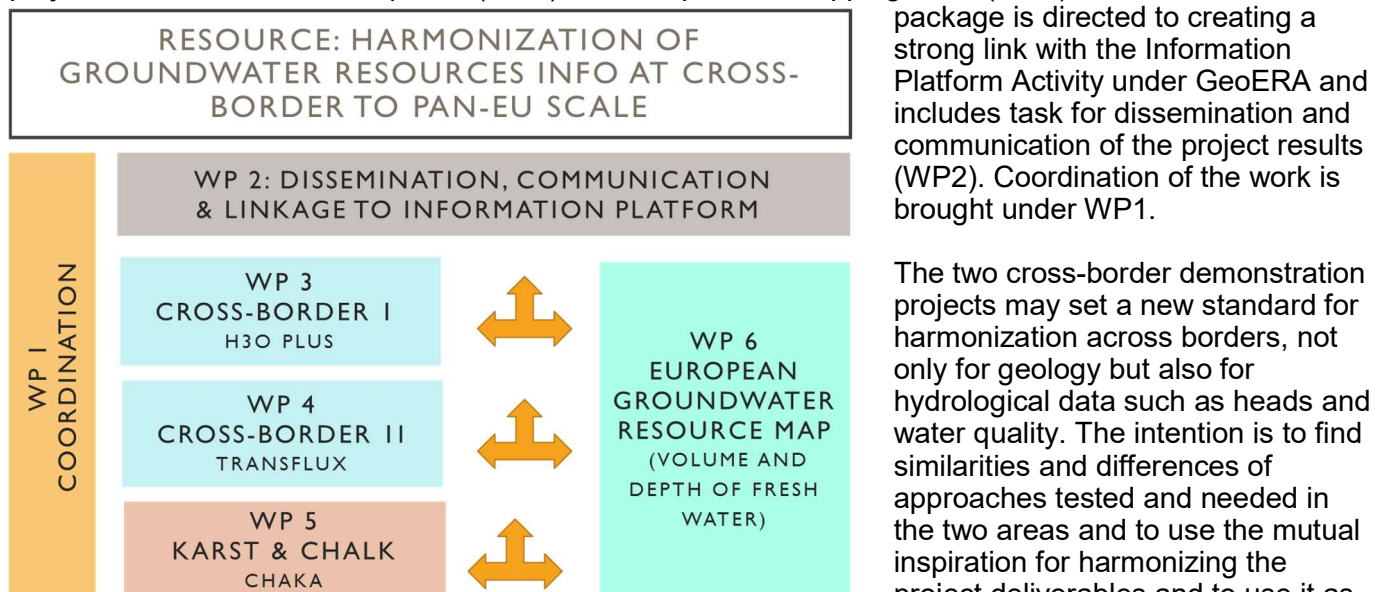 RESOURCE: HARMONIZATION OF
GROUNDWATER RESOURCES INFO AT CROSS-
BORDER TO PAN-EU SCALE
WP 1
COORDINATION
WP 2: DISSEMINATION, COMMUNICATION
& LINKAGE TO INFORMATION PLATFORM
WP 3
CROSS-BORDER I
H3O PLUS
WP 4
CROSS-BORDER II
TRANSFLUX
WP 5
KARST & CHALK
CHAKA
WP 6
EUROPEAN
GROUNDWATER
RESOURCE MAP
(VOLUME AND
DEPTH OF FRESH
WATER)
package is directed to creating a
strong link with the Information
Platform Activity under GeoERA and
includes task for dissemination and
communication of the project results
(WP2). Coordination of the work is
brought under WP1.
The two cross-border demonstration
projects may set a new standard for
harmonization across borders, not
only for geology but also for
hydrological data such as heads and
water quality. The intention is to find
similarities and differences of
approaches tested and needed in
the two areas and to use the mutual
inspiration for harmonizing the
project deliverables and to use it as